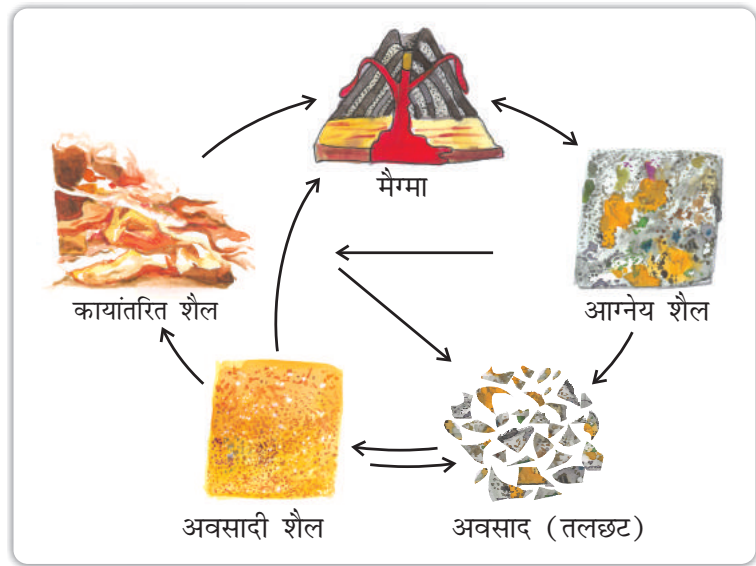 मैग्मा
कायांतरित शैल
आग्नेय शैल
अवसादी शैल
अवसाद (तलछट)